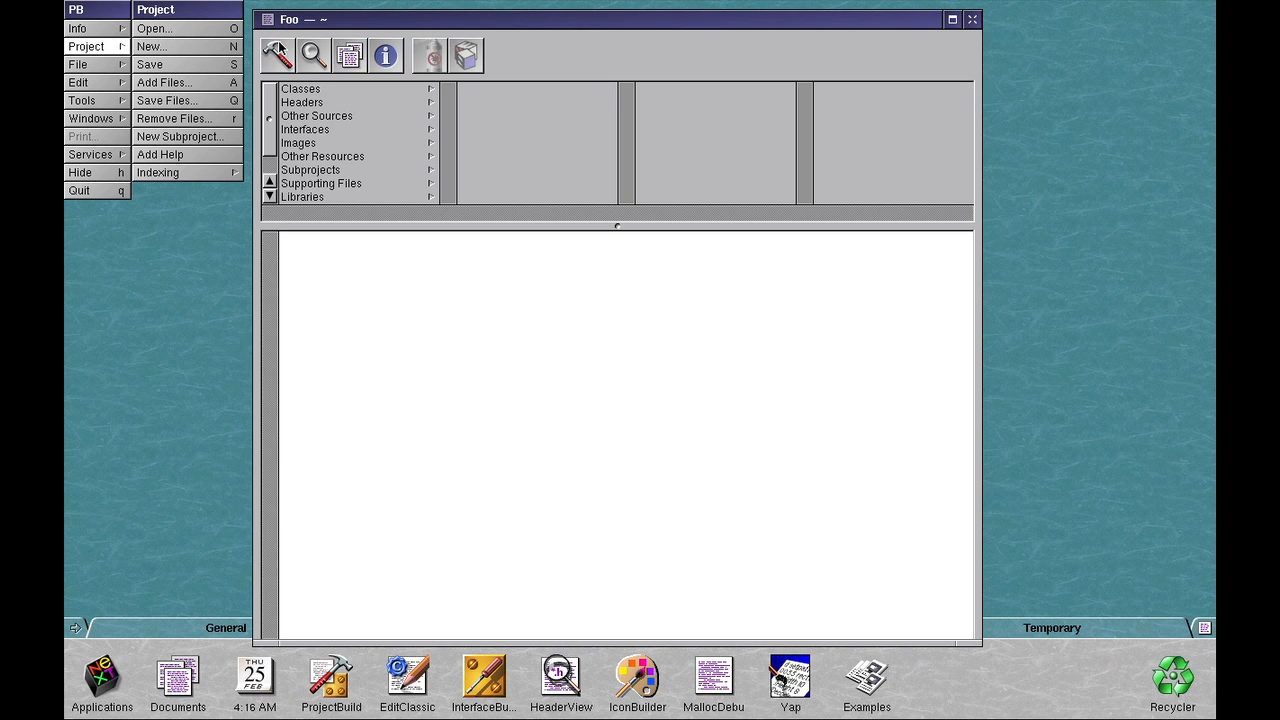 PB
Info
Project
File
Edit
Tools
Windows
Print...
Services
Hide h
Quit q
Project
Open... O
New... N
Save S
Add Files... A
Save Files... Q
Remove Files... r
New Subproject...
Add Help
Indexing
Foo — ~
Classes
Headers
Other Sources
Interfaces
Images
Other Resources
Subprojects
Supporting Files
Libraries
General
Temporary
THU
25
FEB
Applications
Documents
4:16 AM
ProjectBuild
EditClassic
InterfaceBu...
HeaderView
IconBuilder
MallocDebu
Yap
Examples
Recycler